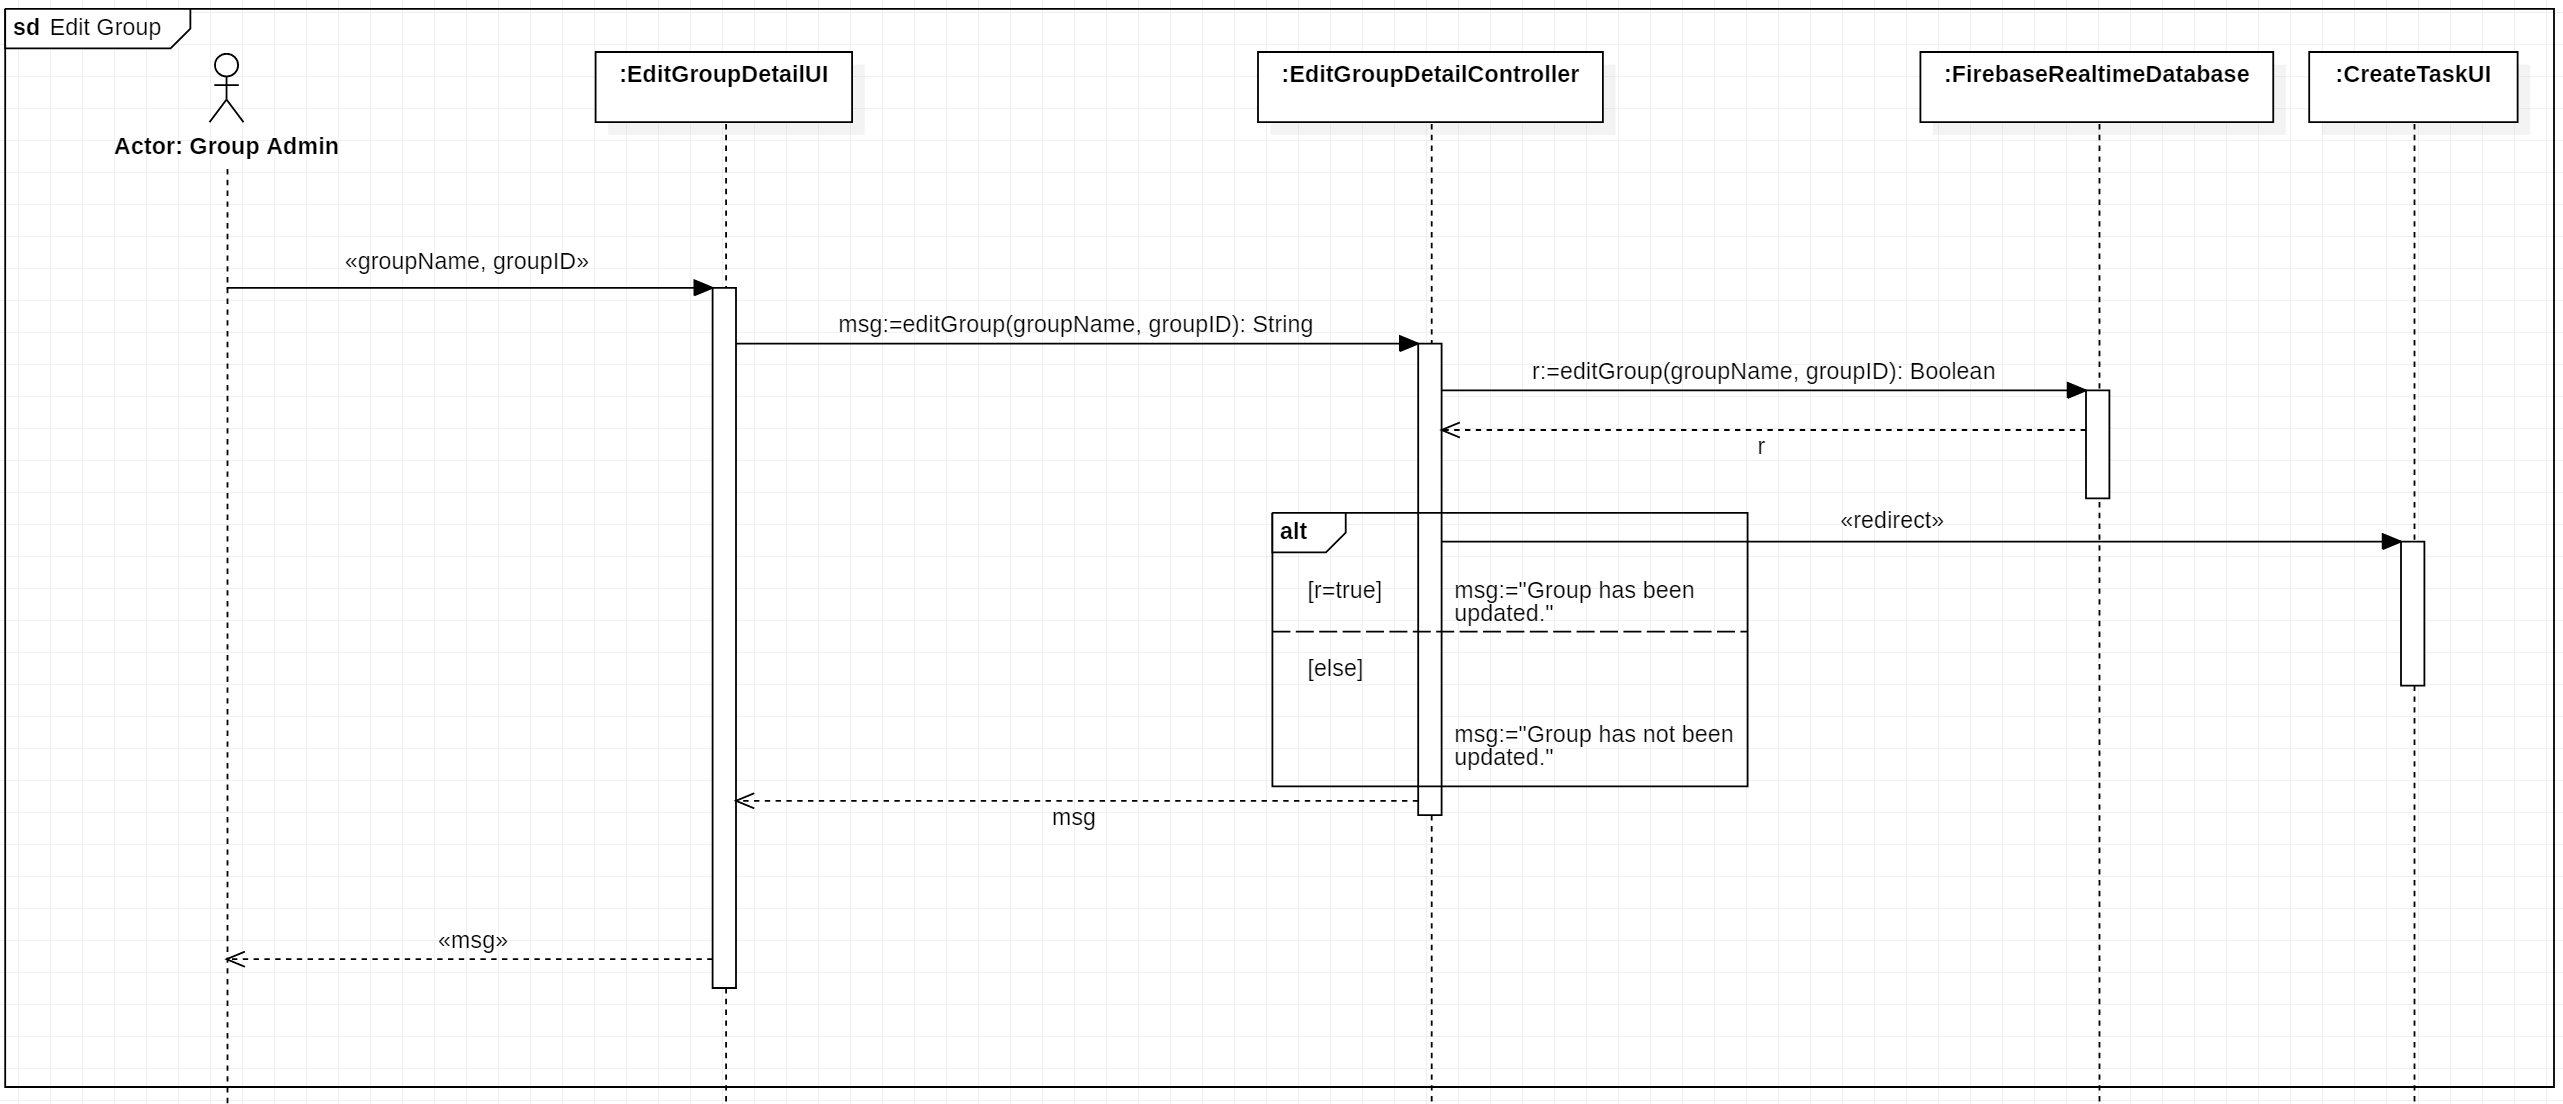 sd Edit Group
:EditGroupDetailUI
:EditGroupDetailController
:FirebaseRealtimeDatabase
:CreateTaskUI
Actor: Group Admin
«groupName, groupID»
msg:=editGroup(groupName, groupID): String
r:=editGroup(groupName, groupID): Boolean
r
«redirect»
alt
[r=true]
msg:="Group has been
updated."
[else]
msg:="Group has not been
updated."
msg
«msg»